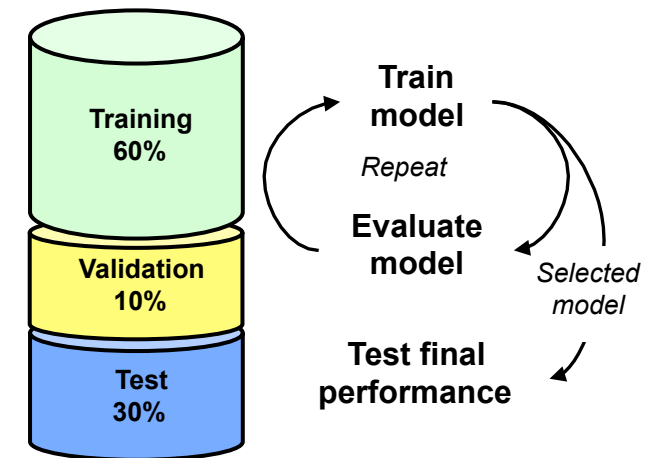 Training
60%
Validation
10%
Test
30%
Train
model
Repeat
Evaluate
model
Selected
model
Test final
performance